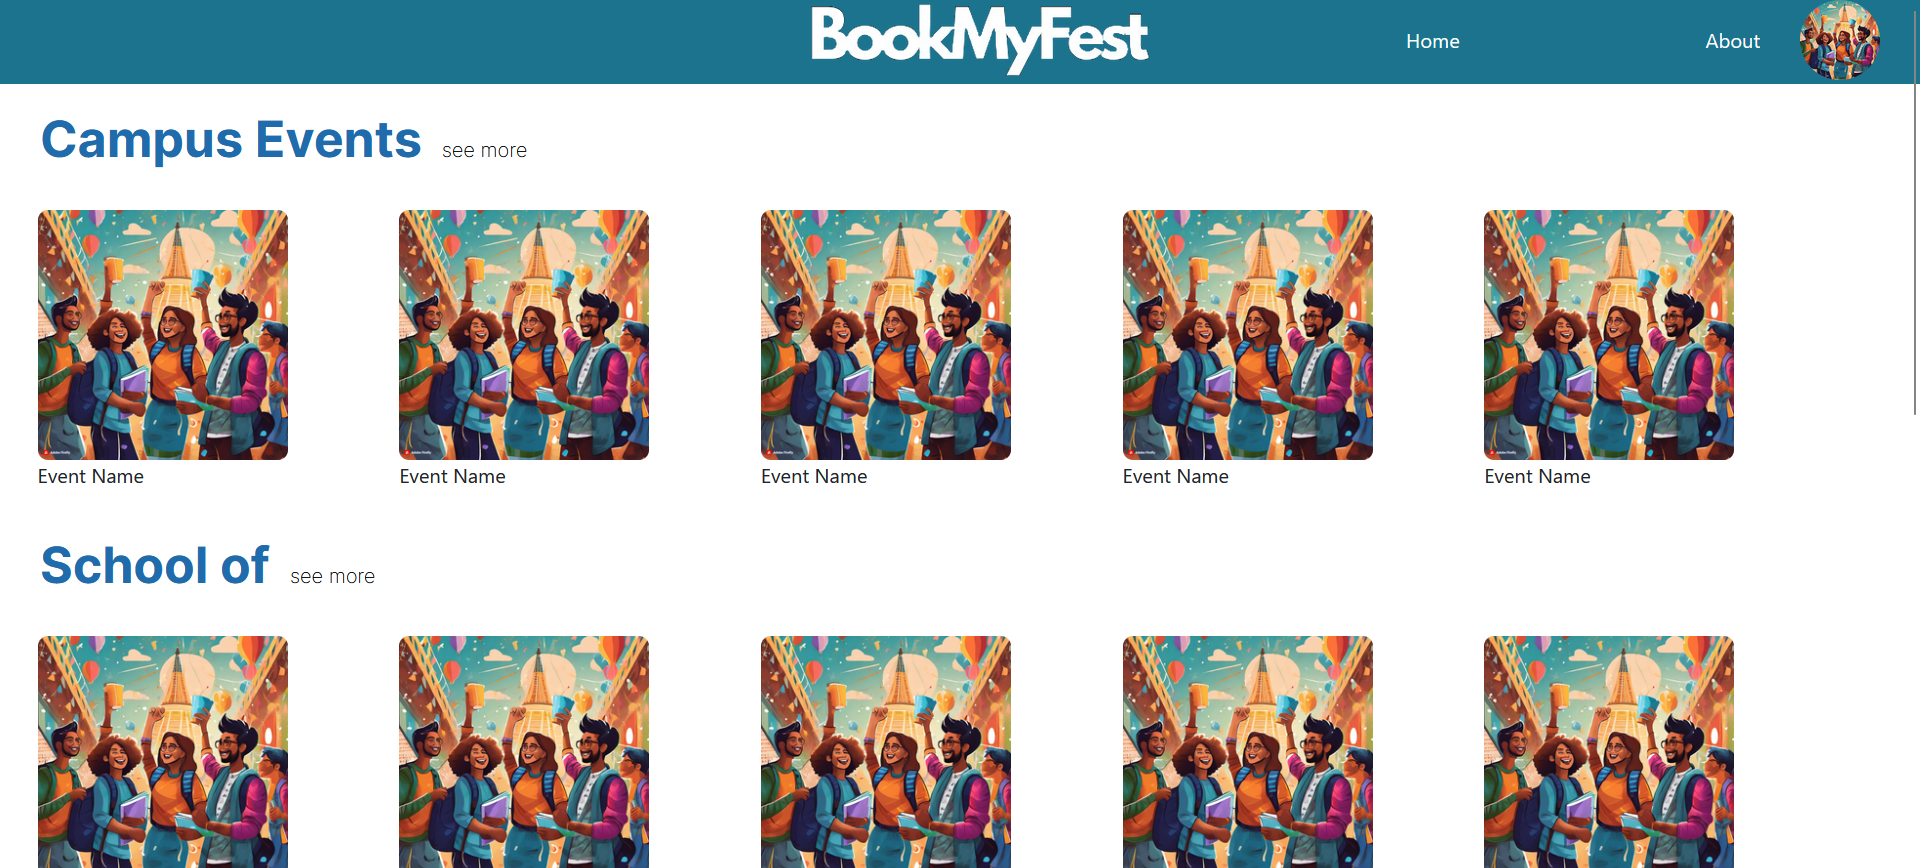 BookMyFest
Home About
Campus Events see more
Event Name Event Name Event Name Event Name Event Name
School of see more